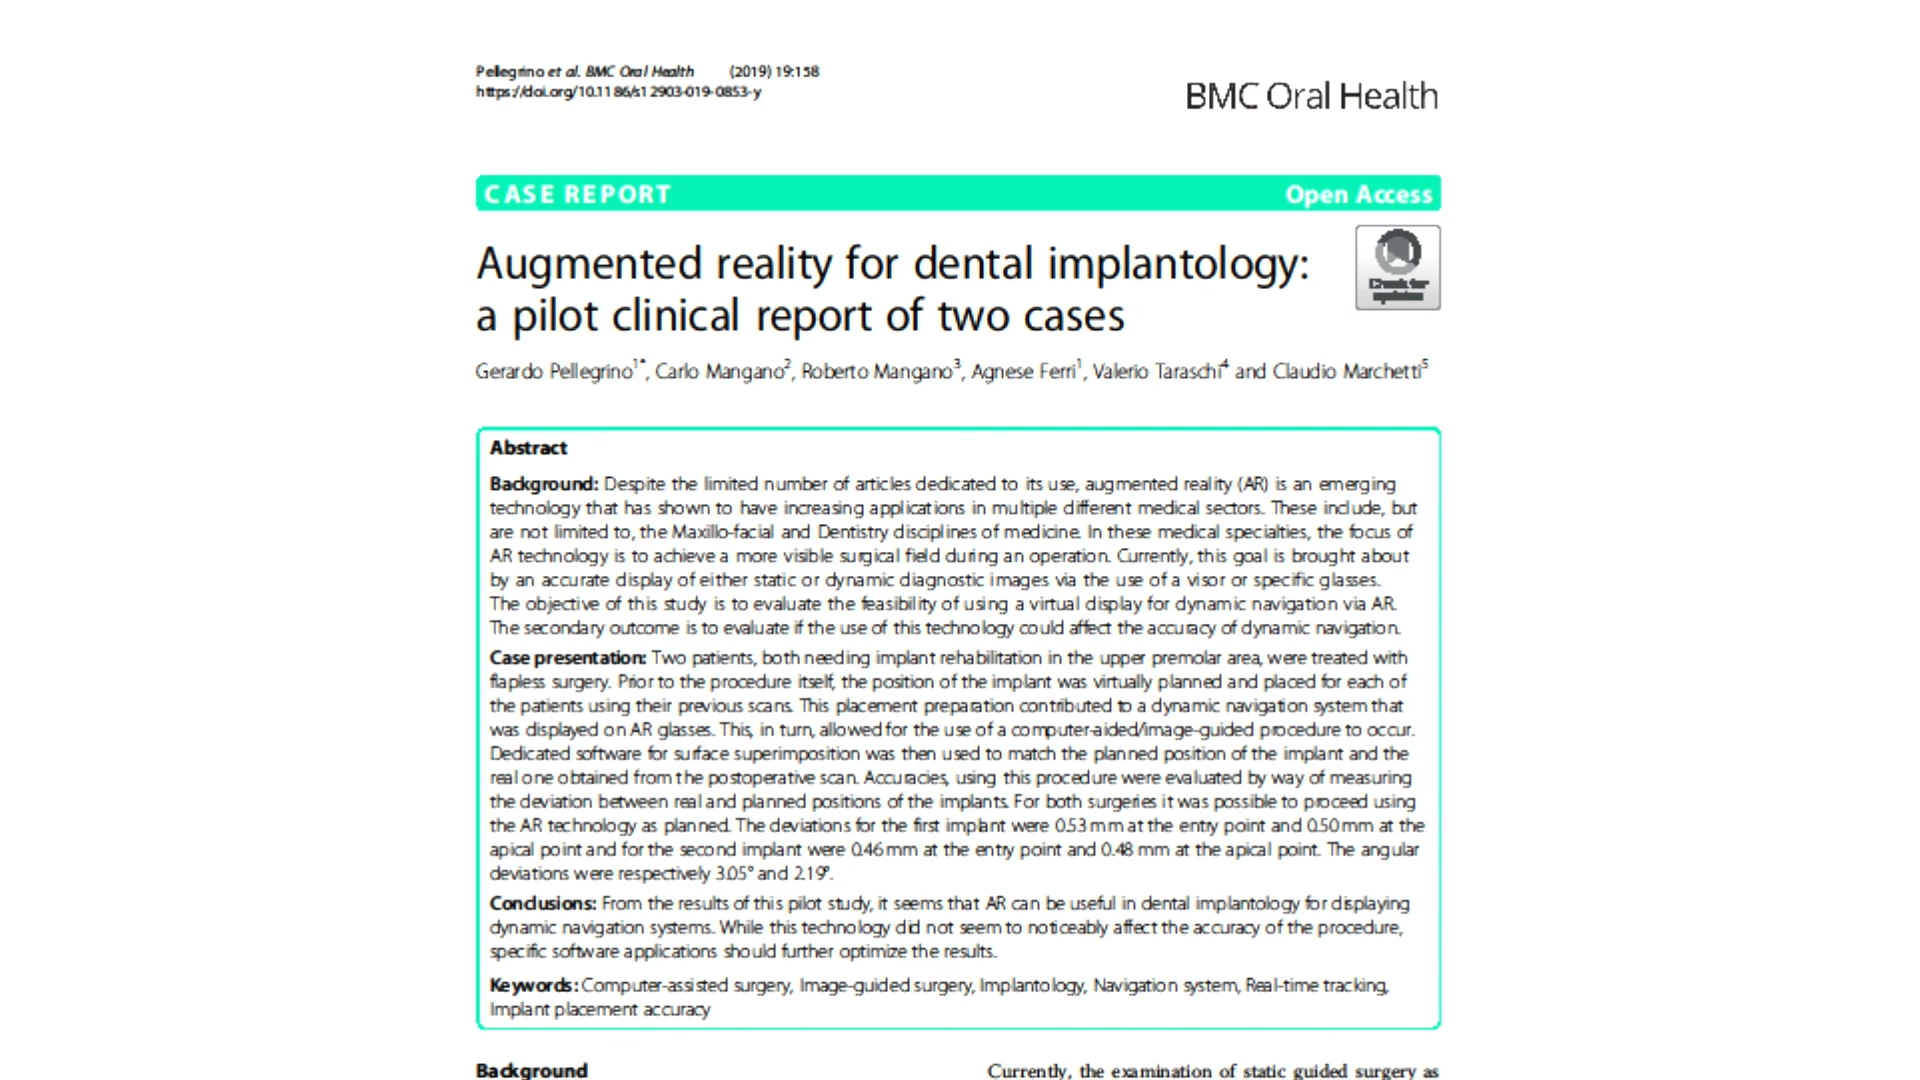 Pellegrino et al. BMC Oral Health (2019) 19:158
https://doi.org/10.1186/s12903-019-0853-y
BMC Oral Health
CASE REPORT Open Access
Augmented reality for dental implantology:
a pilot clinical report of two cases
Check for
updates
Gerardo Pellegrino1*, Carlo Mangano2, Roberto Mangano3, Agnese Ferri1, Valerio Taraschi4 and Claudio Marchetti5
Abstract
Background: Despite the limited number of articles dedicated to its use, augmented reality (AR) is an emerging
technology that has shown to have increasing applications in multiple different medical sectors. These include, but
are not limited to, the Maxillo-facial and Dentistry disciplines of medicine. In these medical specialties, the focus of
AR technology is to achieve a more visible surgical field during an operation. Currently, this goal is brought about
by an accurate display of either static or dynamic diagnostic images via the use of a visor or specific glasses.
The objective of this study is to evaluate the feasibility of using a virtual display for dynamic navigation via AR.
The secondary outcome is to evaluate if the use of this technology could affect the accuracy of dynamic navigation.
Case presentation: Two patients, both needing implant rehabilitation in the upper premolar area, were treated with
flapless surgery. Prior to the procedure itself, the position of the implant was virtually planned and placed for each of
the patients using their previous scans. This placement preparation contributed to a dynamic navigation system that
was displayed on AR glasses. This, in turn, allowed for the use of a computer-aided/image-guided procedure to occur.
Dedicated software for surface superimposition was then used to match the planned position of the implant and the
real one obtained from the postoperative scan. Accuracies, using this procedure were evaluated by way of measuring
the deviation between real and planned positions of the implants. For both surgeries it was possible to proceed using
the AR technology as planned. The deviations for the first implant were 0.53 mm at the entry point and 0.50 mm at the
apical point and for the second implant were 0.46 mm at the entry point and 0.48 mm at the apical point. The angular
deviations were respectively 3.05° and 2.19°.
Conclusions: From the results of this pilot study, it seems that AR can be useful in dental implantology for displaying
dynamic navigation systems. While this technology did not seem to noticeably affect the accuracy of the procedure,
specific software applications should further optimize the results.
Keywords: Computer-assisted surgery, Image-guided surgery, Implantology, Navigation system, Real-time tracking,
Implant placement accuracy
Background
Currently, the examination of static guided surgery as